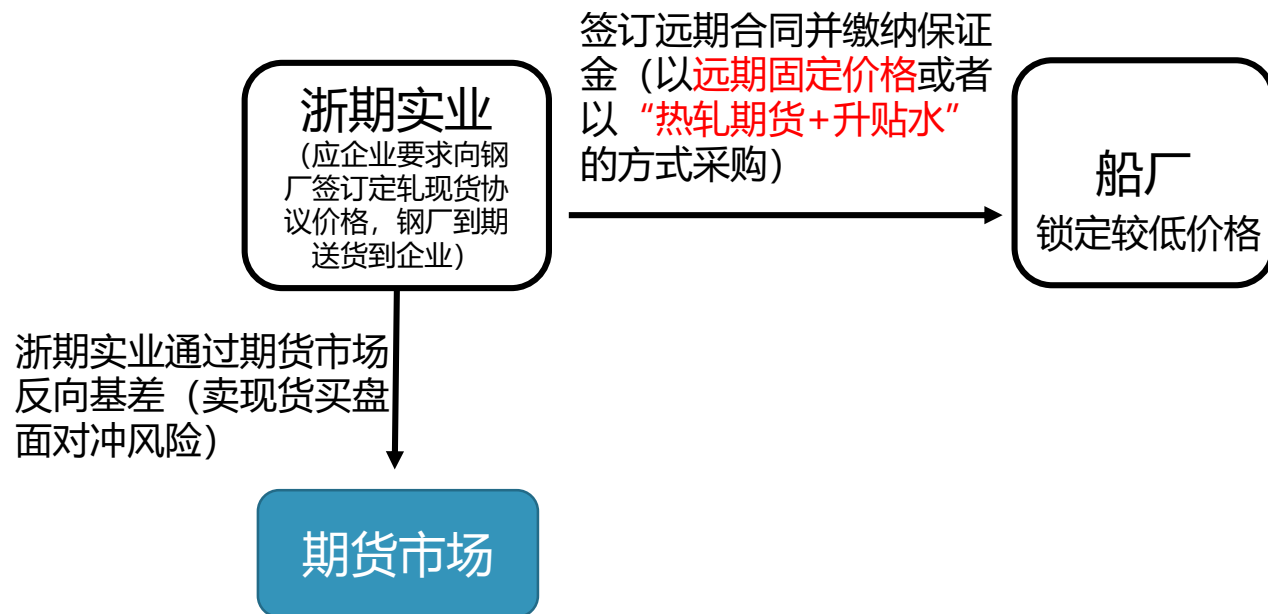 签订远期合同并缴纳保证
金（以远期固定价格或者
以“热轧期货+升贴水”
的方式采购）
浙期实业
（应企业要求向钢
厂签订定轧现货协
议价格，钢厂到期
送货到企业）
船厂
锁定较低价格
浙期实业通过期货市场
反向基差（卖现货买盘
面对冲风险）
期货市场